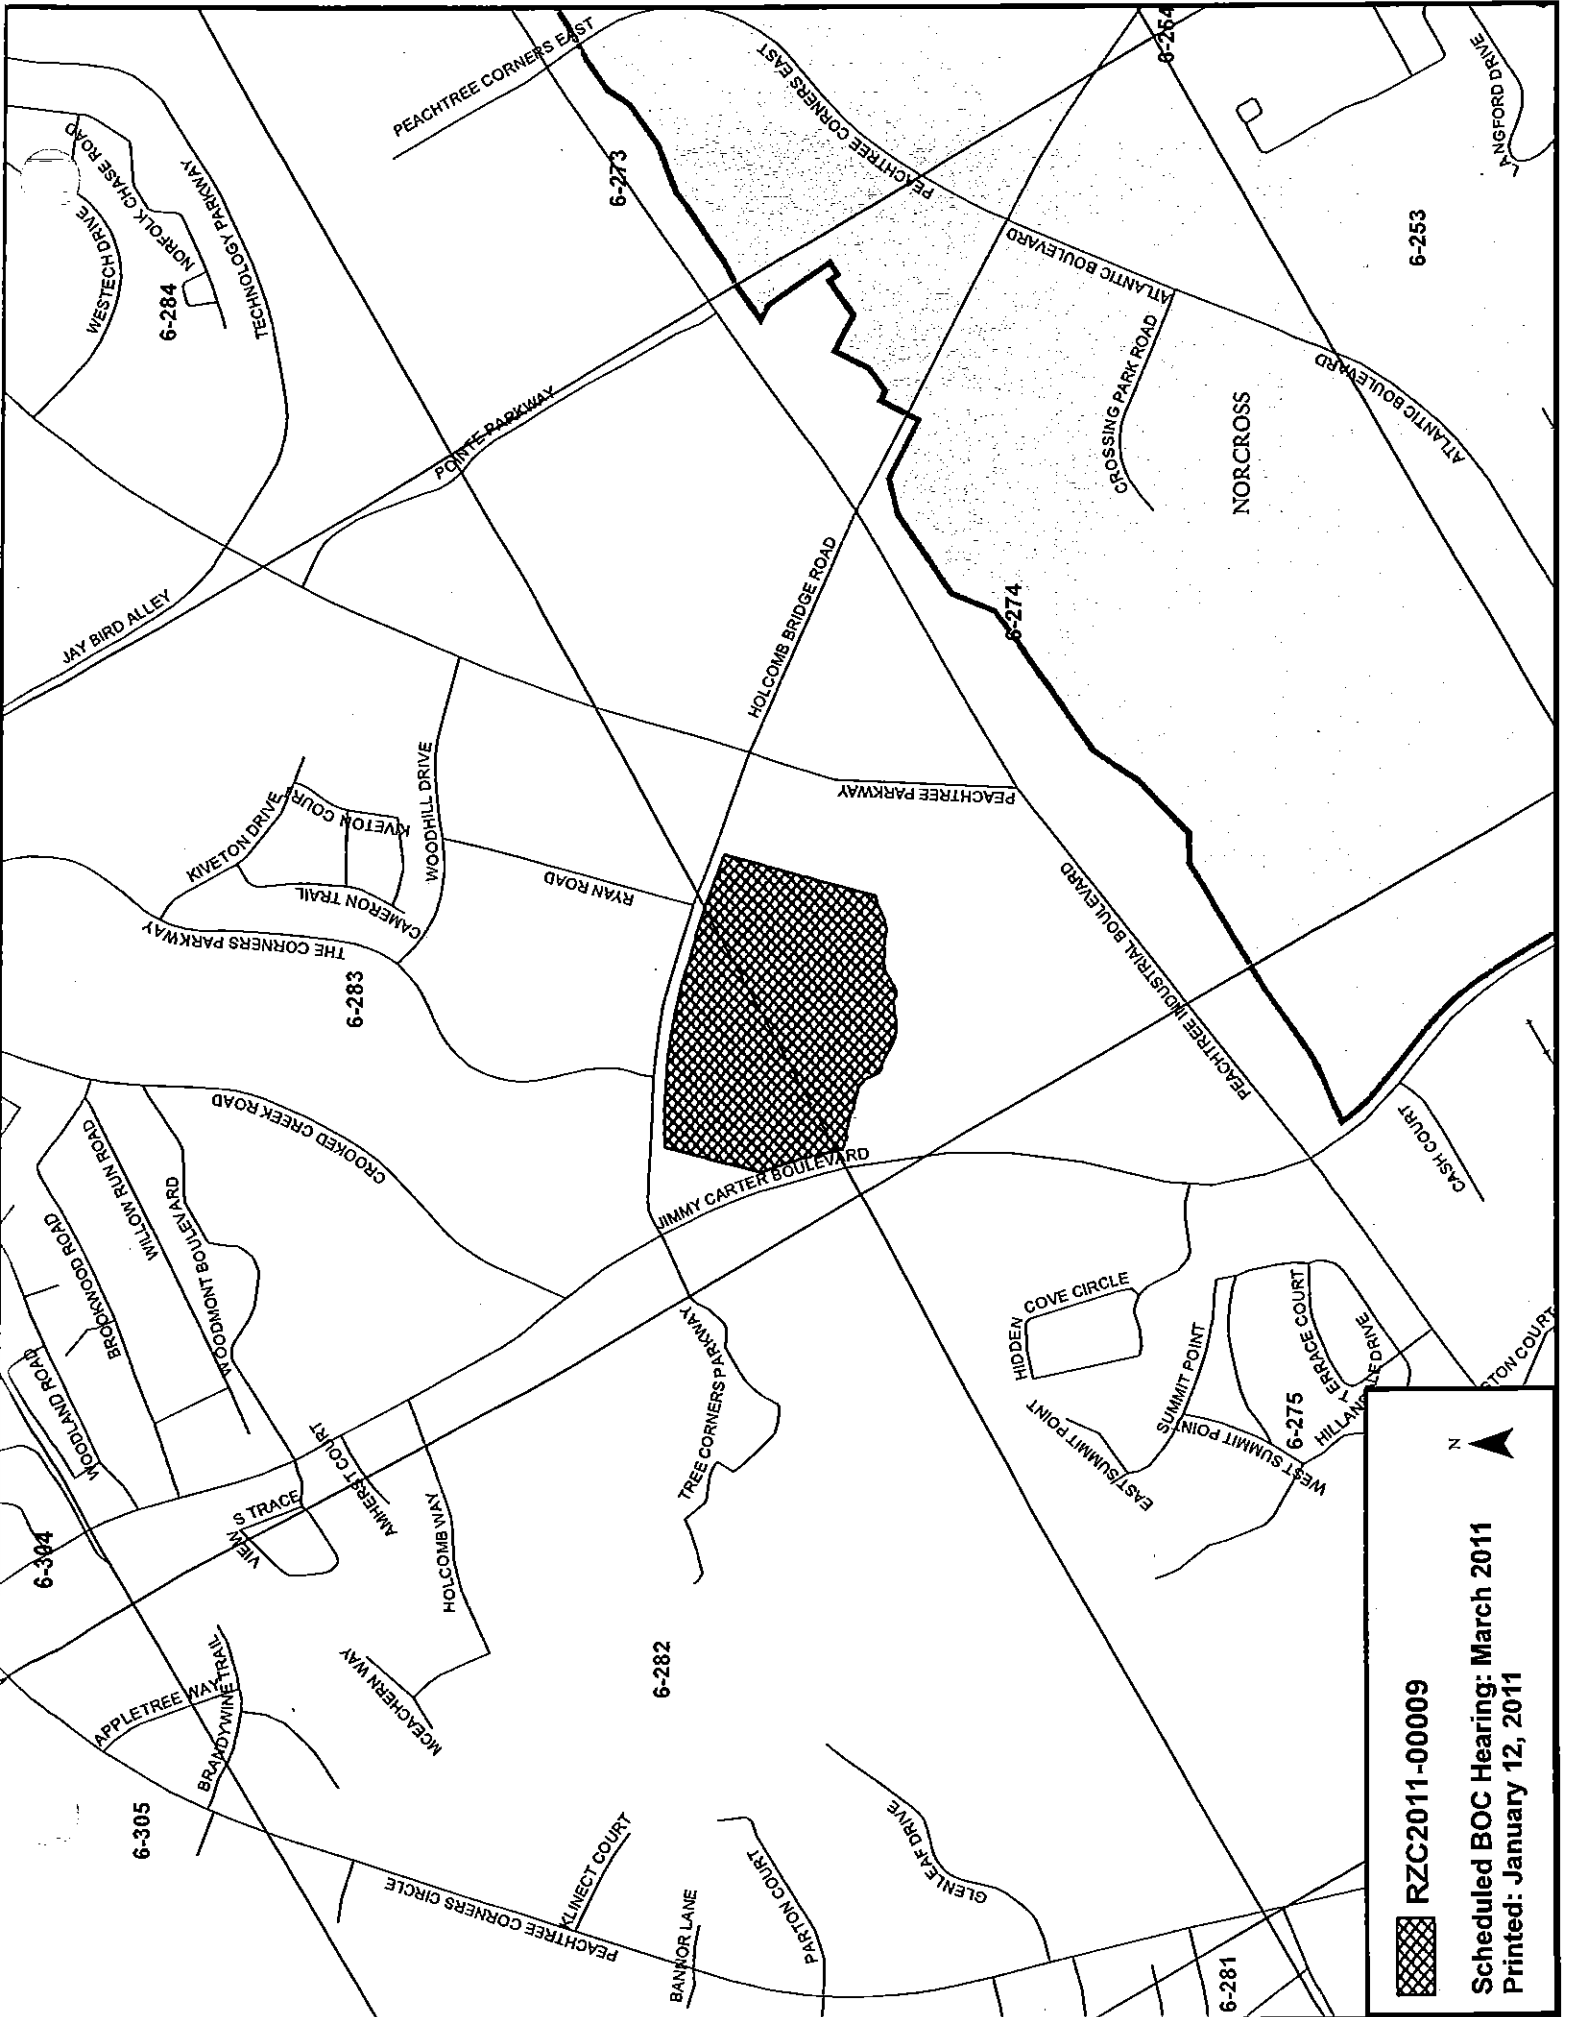 PEACHTREE CORNERS EAST
PEACHTREE CORNERS EAST
6-254
LANGFORD DRIVE
NORFOLK CHASE ROAD
WESTECH DRIVE
TECHNOLOGY PARKWAY
6-284
6-273
6-253
ATLANTIC BOULEVARD
CROSSING PARK ROAD
ATLANTIC BOULEVARD
NORCROSS
POINTE PARKWAY
JAY BIRD ALLEY
HOLCOMB BRIDGE ROAD
6-274
KIVETON DRIVE
KIVETON COURT
WOODHILL DRIVE
CAMERON TRAIL
RYAN ROAD
PEACHTREE PARKWAY
THE CORNERS PARKWAY
6-283
PEACHTREE INDUSTRIAL BOULEVARD
CROOKED CREEK ROAD
WILLOW RUN ROAD
BROOKWOOD ROAD
WOODMONT BOULEVARD
WOODLAND ROAD
JIMMY CARTER BOULEVARD
CASH COURT
HIDDEN COVE CIRCLE
TREE CORNERS PARKWAY
SUMMIT POINT
EAST SUMMIT POINT
WEST SUMMIT POINT
TERRACE COURT
6-275
STON COURT
6-304
S TRACE
VIEW
AMHERST COURT
HOLCOMB WAY
MCEACHERN WAY
APPLETREE WAY
BRANDYWINE TRAIL
6-305
6-282
PEACHTREE CORNERS CIRCLE
KLINECT COURT
BANNOR LANE
PARTON COURT
GLENLEAF DRIVE
6-281
N
RZC2011-00009
Scheduled BOC Hearing: March 2011
Printed: January 12, 2011